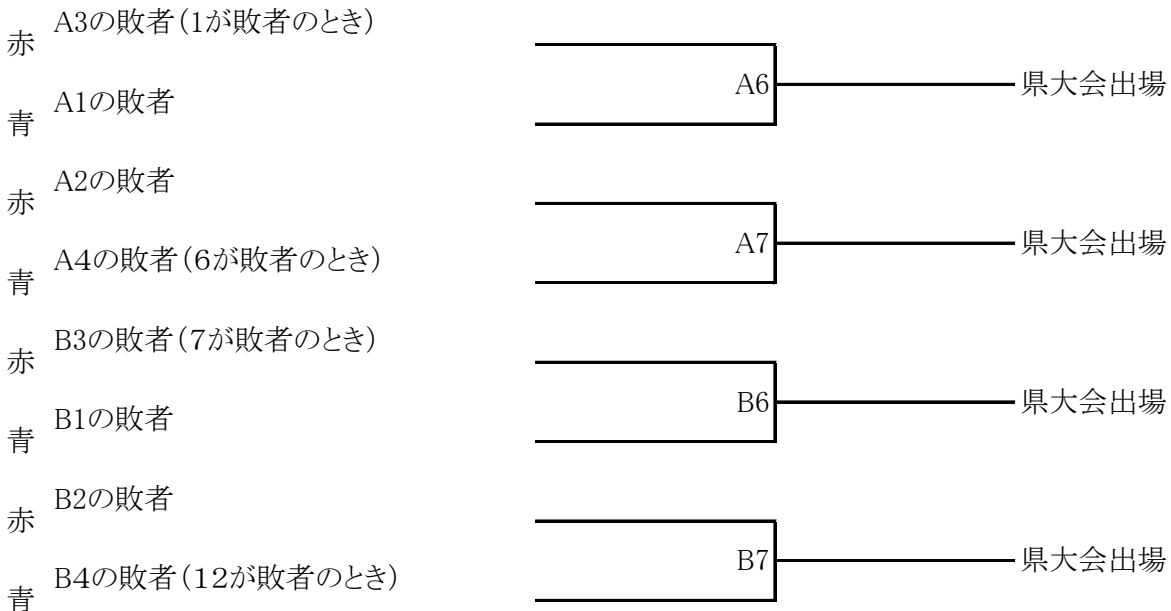 赤 A3の敗者（1が敗者のとき）
A6 県大会出場
青 A1の敗者
赤 A2の敗者
A7 県大会出場
青 A４の敗者（６が敗者のとき）
赤 B3の敗者（７が敗者のとき）
B6 県大会出場
青 B1の敗者
赤 B2の敗者
B7 県大会出場
青 B4の敗者（１２が敗者のとき）